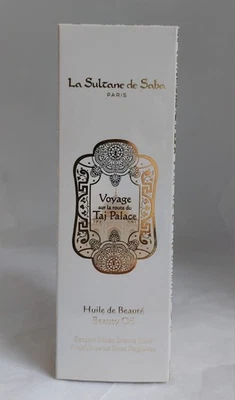 La Sultane de Saba
PARIS
Voyage
sur la route du
Taj Palace
Huile de Beauté
Beauty Oil